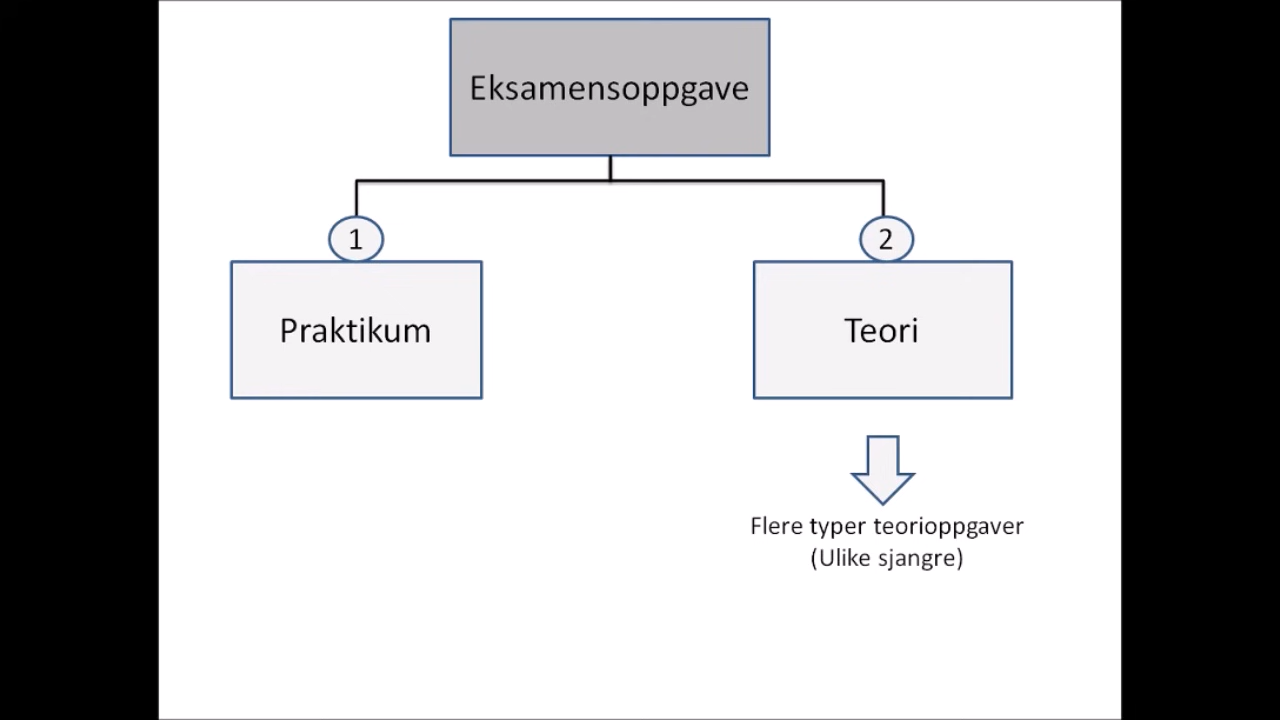 Eksamensoppgave
1
2
Praktikum
Teori
Flere typer teorioppgaver
(Ulike sjangre)